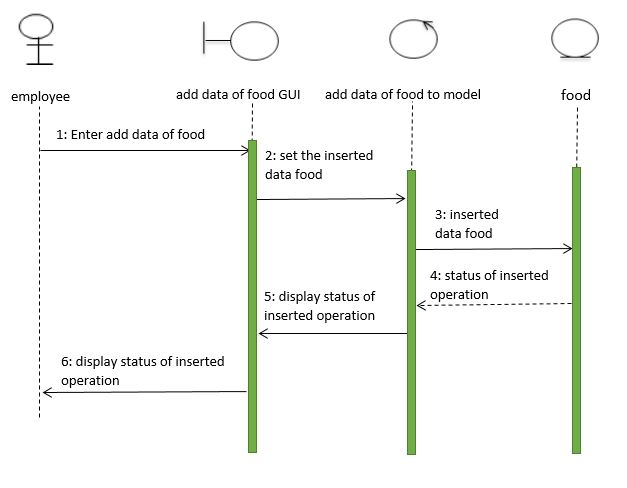 employee
add data of food GUI
add data of food to model
food
1: Enter add data of food
2: set the inserted
data food
3: inserted
data food
4: status of inserted
operation
5: display status of
inserted operation
6: display status of inserted
operation